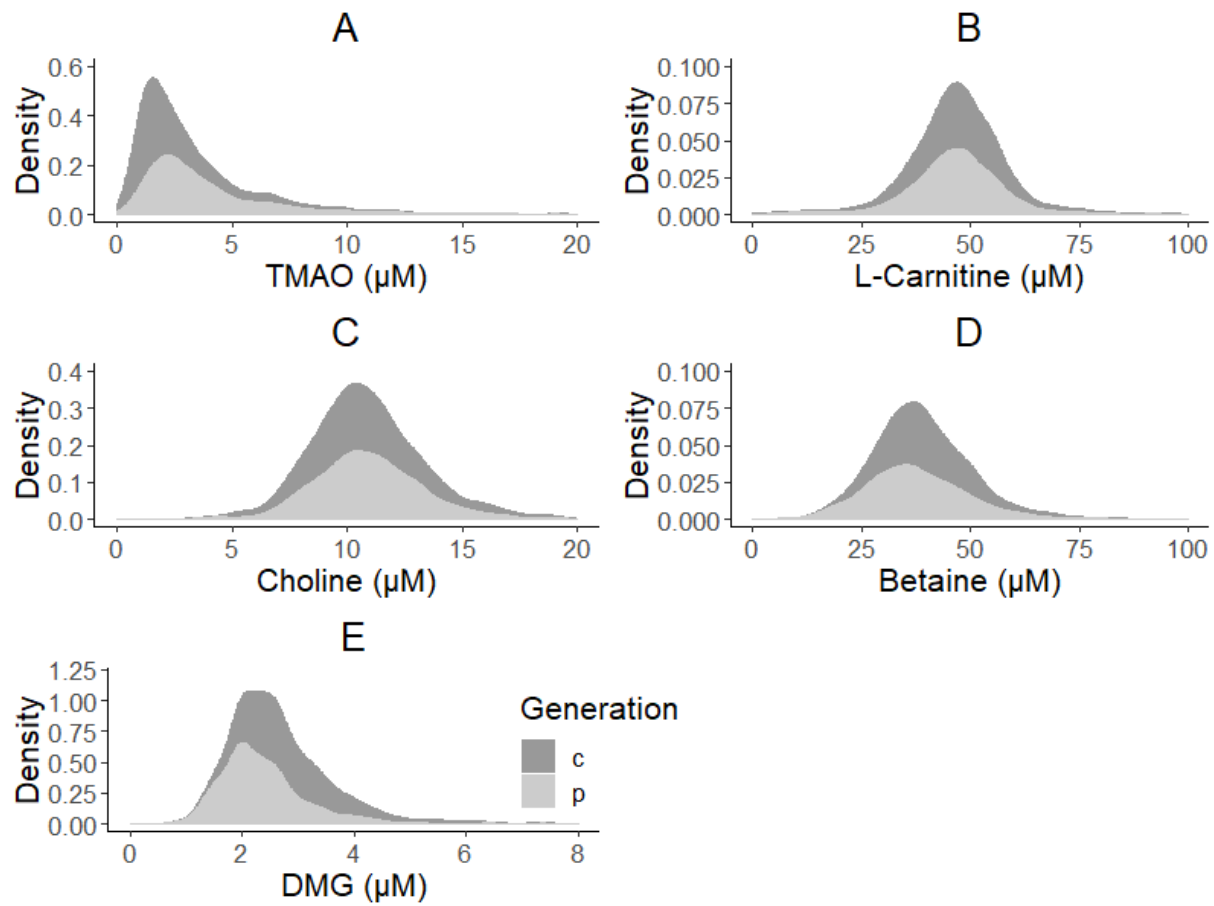 A
Density
0.6
0.4
0.2
0.0
0 5 10 15 20
TMAO (µM)
B
Density
0.100
0.075
0.050
0.025
0.000
0 25 50 75 100
L-Carnitine (µM)
C
Density
0.4
0.3
0.2
0.1
0.0
0 5 10 15 20
Choline (µM)
D
Density
0.100
0.075
0.050
0.025
0.000
0 25 50 75 100
Betaine (µM)
E
Density
1.25
1.00
0.75
0.50
0.25
0.00
0 2 4 6 8
DMG (µM)
Generation
c
p